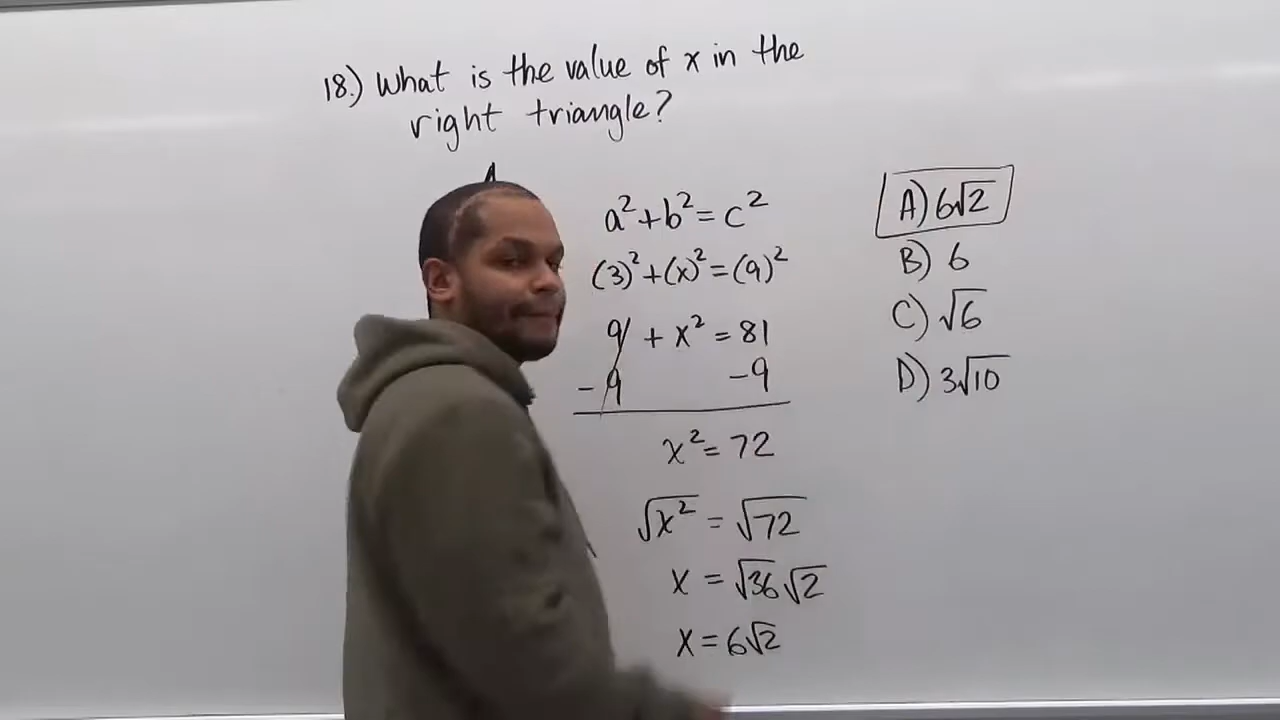 18.) What is the value of x in the
right triangle?
a²+b²=c²
(3)²+(x)²=(9)²
9 + x² = 81
-9 -9
x²=72
√x² = √72
x = √36 √2
x = 6√2
A) 6√2
B) 6
C) √6
D) 3√10